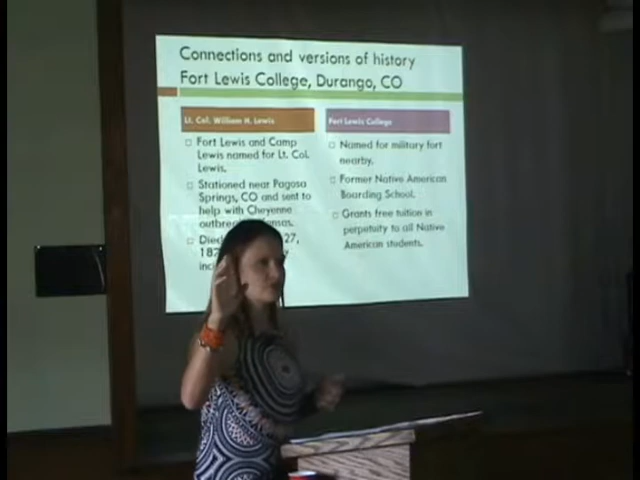 Connections and versions of history
Fort Lewis College, Durango, CO
Lt. Col. William H. Lewis
Fort Lewis and Camp
Lewis named for Lt. Col.
Lewis.
Stationed near Pagosa
Springs, CO and sent to
help with Cheyenne
Fort Lewis College
Named for military fort
nearby.
Former Native American
Boarding School.
Grants free tuition in
perpetuity to all Native
American students.